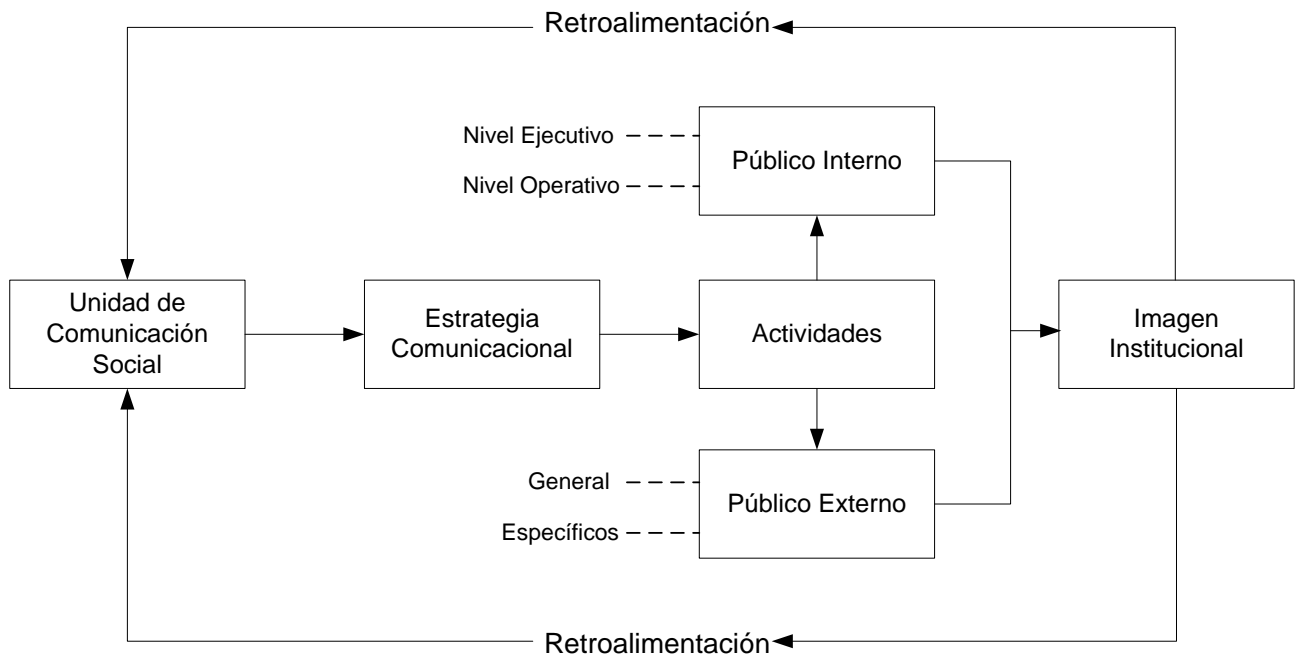 Retroalimentación
Nivel Ejecutivo
Nivel Operativo
Público Interno
Unidad de
Comunicación
Social
Estrategia
Comunicacional
Actividades
Imagen
Institucional
General
Específicos
Público Externo
Retroalimentación